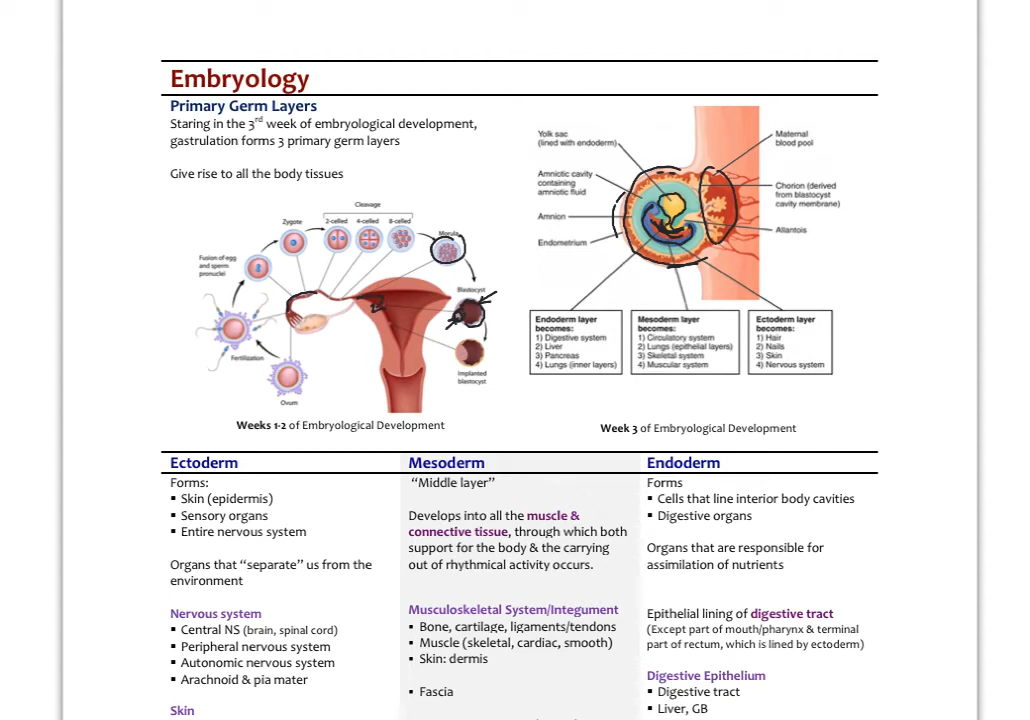 Embryology
Primary Germ Layers
Staring in the 3rd week of embryological development,
gastrulation forms 3 primary germ layers
Give rise to all the body tissues
Cleavage
Zygote
2-celled
4-celled
8-celled
Morula
Fusion of egg
and sperm
pronuclei
Blastocyst
Fertilization
Implanted
blastocyst
Ovum
Weeks 1-2 of Embryological Development
Yolk sac
(lined with endoderm)
Maternal
blood pool
Amnictic cavity
containing
amniotic fluid
Chorion (derived
from blastocyst
cavity membrane)
Amnion
Allantois
Endometrium
Endoderm layer
becomes:
1) Digestive system
2) Liver
3) Pancreas
4) Lungs (inner layers)
Mesoderm layer
becomes:
1) Circulatory system
2) Lungs (epithelial layers)
3) Skeletal system
4) Muscular system
Ectoderm layer
becomes:
1) Hair
2) Nails
3) Skin
4) Nervous system
Week 3 of Embryological Development
Ectoderm
Forms:
▪ Skin (epidermis)
▪ Sensory organs
▪ Entire nervous system
Organs that “separate” us from the
environment
Nervous system
▪ Central NS (brain, spinal cord)
▪ Peripheral nervous system
▪ Autonomic nervous system
▪ Arachnoid & pia mater
Skin
Mesoderm
“Middle layer”
Develops into all the muscle &
connective tissue, through which both
support for the body & the carrying
out of rhythmical activity occurs.
Musculoskeletal System/Integument
▪ Bone, cartilage, ligaments/tendons
▪ Muscle (skeletal, cardiac, smooth)
▪ Skin: dermis
▪ Fascia
Endoderm
Forms
▪ Cells that line interior body cavities
▪ Digestive organs
Organs that are responsible for
assimilation of nutrients
Epithelial lining of digestive tract
(Except part of mouth/pharynx & terminal
part of rectum, which is lined by ectoderm)
Digestive Epithelium
▪ Digestive tract
▪ Liver, GB